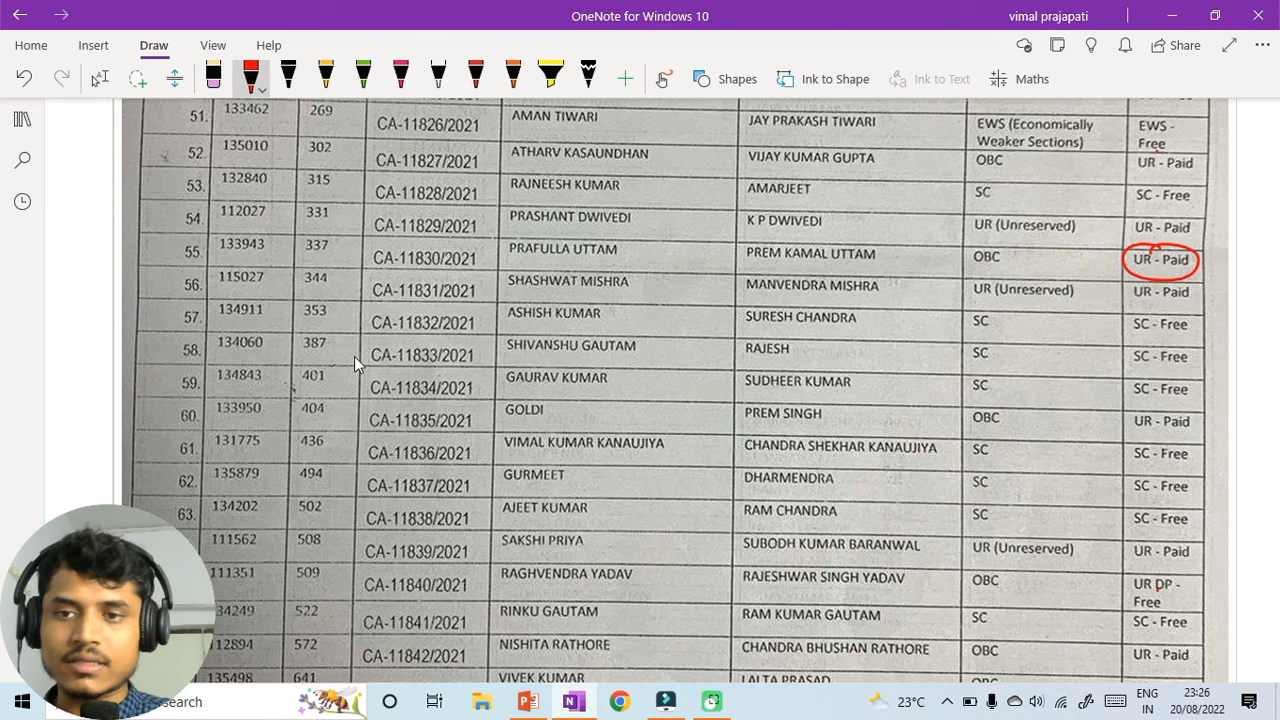 OneNote for Windows 10
vimal prajapati
Home Insert Draw View Help
Share
Shapes Ink to Shape Ink to Text Maths
51. 133462 269 CA-11826/2021 AMAN TIWARI JAY PRAKASH TIWARI EWS (Economically Weaker Sections) EWS - Free
52. 135010 302 CA-11827/2021 ATHARV KASAUNDHAN VIJAY KUMAR GUPTA OBC UR - Paid
53. 132840 315 CA-11828/2021 RAJNEESH KUMAR AMARJEET SC SC - Free
54. 112027 331 CA-11829/2021 PRASHANT DWIVEDI K P DWIVEDI UR (Unreserved) UR - Paid
55. 133943 337 CA-11830/2021 PRAFULLA UTTAM PREM KAMAL UTTAM OBC UR - Paid
56. 115027 344 CA-11831/2021 SHASHWAT MISHRA MANVENDRA MISHRA UR (Unreserved) UR - Paid
57. 134911 353 CA-11832/2021 ASHISH KUMAR SURESH CHANDRA SC SC - Free
58. 134060 387 CA-11833/2021 SHIVANSHU GAUTAM RAJESH SC SC - Free
59. 134843 401 CA-11834/2021 GAURAV KUMAR SUDHEER KUMAR SC SC - Free
60. 133950 404 CA-11835/2021 GOLDI PREM SINGH OBC UR - Paid
61. 131775 436 CA-11836/2021 VIMAL KUMAR KANAUJIYA CHANDRA SHEKHAR KANAUJIYA SC SC - Free
62. 135879 494 CA-11837/2021 GURMEET DHARMENDRA SC SC - Free
63. 134202 502 CA-11838/2021 AJEET KUMAR RAM CHANDRA SC SC - Free
111562 508 CA-11839/2021 SAKSHI PRIYA SUBODH KUMAR BARANWAL UR (Unreserved) UR - Paid
111351 509 CA-11840/2021 RAGHVENDRA YADAV RAJESHWAR SINGH YADAV OBC UR DP - Free
34249 522 CA-11841/2021 RINKU GAUTAM RAM KUMAR GAUTAM SC SC - Free
112894 572 CA-11842/2021 NISHITA RATHORE CHANDRA BHUSHAN RATHORE OBC UR - Paid
135498 641 VIVEK KUMAR LALTA PRASAD OBC
search
23°C
ENG
IN
23:26
20/08/2022